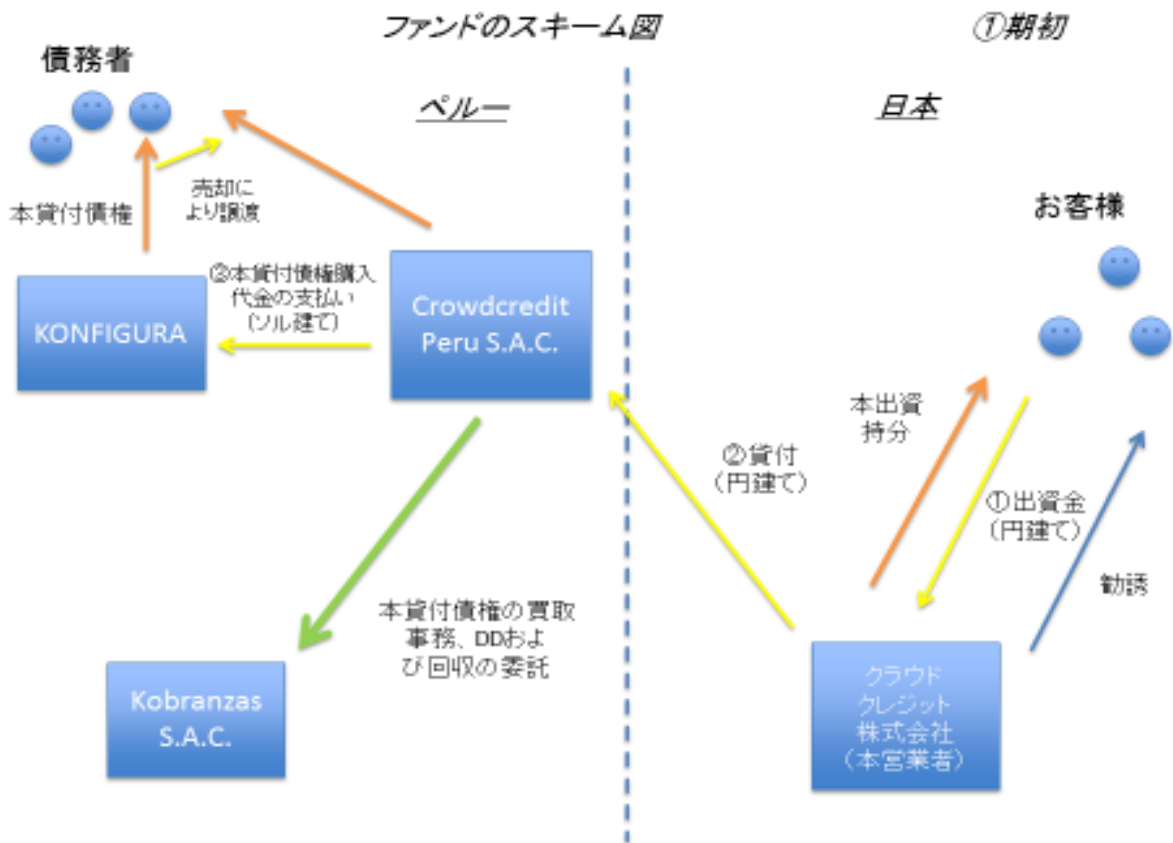 ファンドのスキーム図
①期初
債務者
ペルー
日本
本貸付債権
売却に
より譲渡
お客様
KONFIGURA
③本貸付債権購入
代金の支払い
(ソル建て)
Crowdcredit
Peru S.A.C.
本出資
持分
②貸付
(円建て)
①出資金
(円建て)
勧誘
本貸付債権の買取
事務、DDおよ
び回収の委託
Kobranzas
S.A.C.
クラウド
クレジット
株式会社
(本営業者)